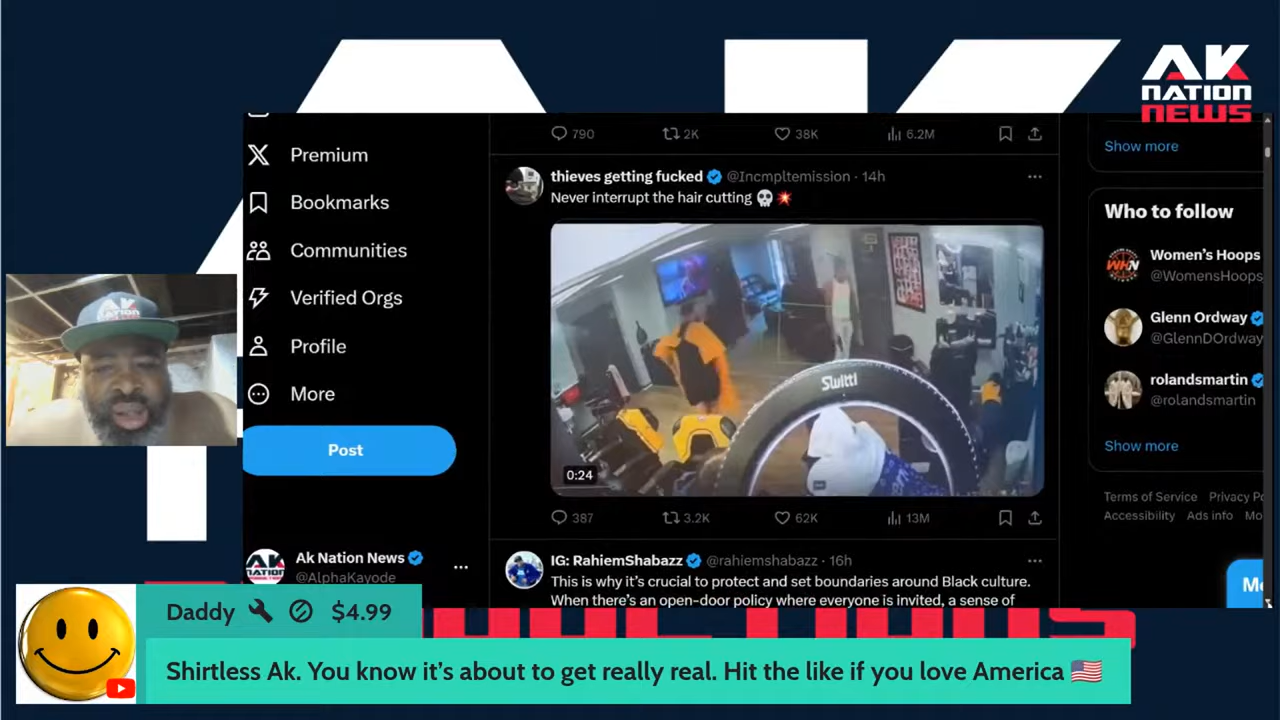 AK
NATION
NEWS
790
2K
38K
6.2M
Show more
Premium
Bookmarks
Communities
Verified Orgs
Profile
More
Post
thieves getting fucked @Incmpltemission · 14h
Never interrupt the hair cutting 💀💥
0:24
387
3.2K
62K
13M
Who to follow
Women's Hoops
@WomensHoops
Glenn Ordway
@GlennDOrdway
rolandsmartin
@rolandsmartin
Show more
Terms of Service Privacy Po
Accessibility Ads info Mo
AK
NATION
Ak Nation News
@AlphaKayode
IG: RahiemShabazz @rahiemshabazz · 16h
This is why it's crucial to protect and set boundaries around Black culture.
When there's an open-door policy where everyone is invited, a sense of
Daddy $4.99
Shirtless Ak. You know it's about to get really real. Hit the like if you love America 🇺🇸